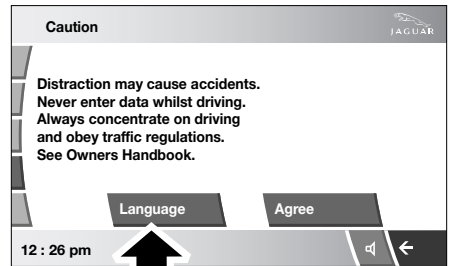 Caution
JAGUAR
Distraction may cause accidents.
Never enter data whilst driving.
Always concentrate on driving
and obey traffic regulations.
See Owners Handbook.
Language Agree
12 : 26 pm